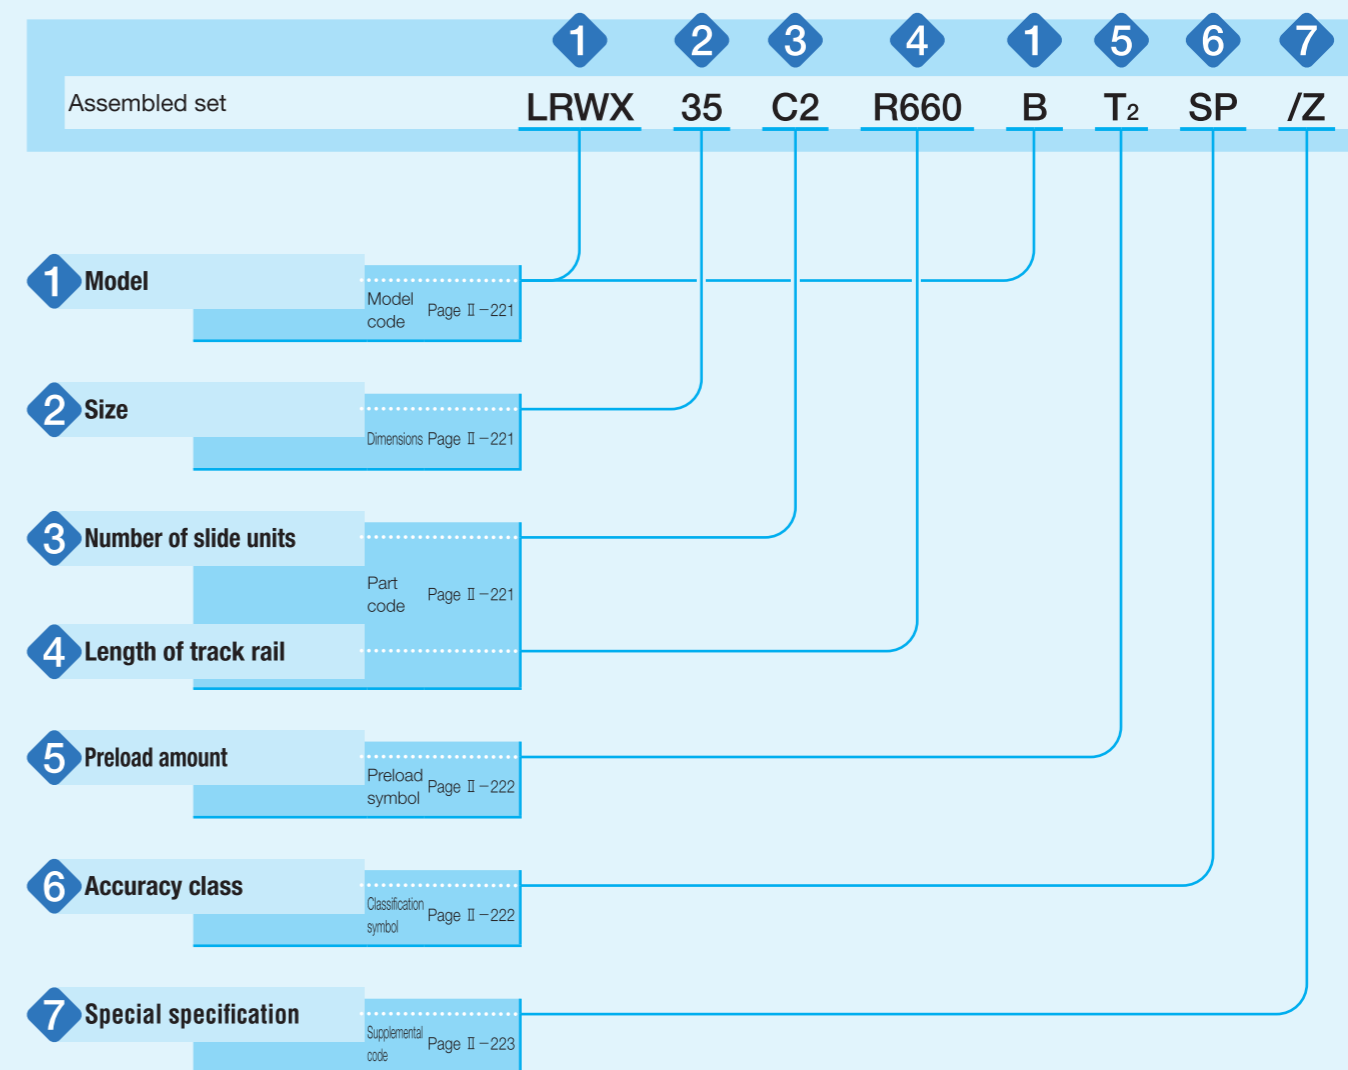 1 2 3 4 1 5 6 7
Assembled set LRWX 35 C2 R660 B T2 SP /Z
1 Model
Model
code Page Ⅱ-221
2 Size
Dimensions Page Ⅱ-221
3 Number of slide units
Part
code Page Ⅱ-221
4 Length of track rail
5 Preload amount
Preload
symbol Page Ⅱ-222
6 Accuracy class
Classification
symbol Page Ⅱ-222
7 Special specification
Supplemental
code Page Ⅱ-223